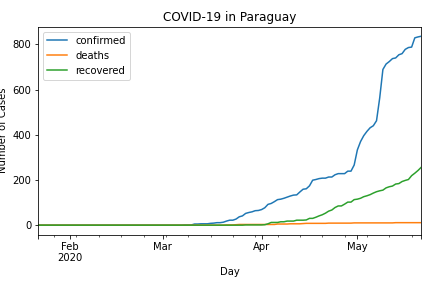 COVID-19 in Paraguay
confirmed
deaths
recovered
800
600
400
200
0
Number of Cases
Feb
2020
Mar
Apr
May
Day